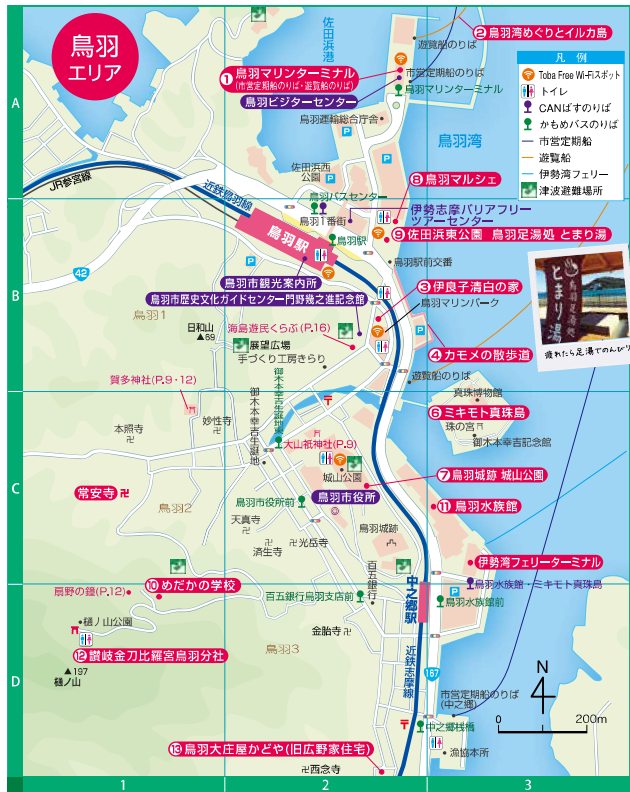 鳥羽
エリア
佐田浜港
② 鳥羽湾めぐりとイルカ島
遊覧船のりば
凡例
Toba Free Wi-Fiスポット
トイレ
CANばすのりば
かもめバスのりば
市営定期船
遊覧船
伊勢湾フェリー
津波避難場所
① 鳥羽マリンターミナル
(市営定期船のりば・遊覧船のりば)
市営定期船のりば
鳥羽マリンターミナル
鳥羽ビジターセンター
鳥羽運輸総合庁舎
鳥羽湾
A
P
P
P
佐田浜西
公園
⑧ 鳥羽マルシェ
JR参宮線
近鉄鳥羽線
鳥羽バスセンター
鳥羽1番街
伊勢志摩バリアフリー
ツアーセンター
鳥羽駅
鳥羽駅
⑨ 佐田浜東公園 鳥羽足湯処 とまり湯
鳥羽駅前交番
42
P
鳥羽市観光案内所
鳥羽市歴史文化ガイドセンター門野幾之進記念館
③ 伊良子清白の家
鳥羽マリンパーク
B
鳥羽足湯処
とまり湯
疲れたら足湯でのんびり
鳥羽1
日和山
▲69
海島遊民くらぶ(P.16)
展望広場
手づくり工房きらり
P
④ カモメの散歩道
遊覧船のりば
賀多神社(P.9・12)
御木本幸吉生誕地
御木本幸吉生誕地東
真珠博物館
⑥ ミキモト真珠島
珠の宮
御木本幸吉記念館
本照寺
妙性寺
大山祇神社(P.9)
城山公園
⑦ 鳥羽城跡 城山公園
C
常安寺
鳥羽市役所前
鳥羽市役所
⑪ 鳥羽水族館
鳥羽2
天真寺
済生寺
光岳寺
鳥羽城跡
伊勢湾フェリーターミナル
百五銀行
扇野の鐘(P.12)
⑩ めだかの学校
百五銀行鳥羽支店前
中之郷駅
P
鳥羽水族館・ミキモト真珠島
鳥羽水族館前
樋ノ山公園
金胎寺
⑫ 讃岐金刀比羅宮鳥羽分社
鳥羽3
近鉄志摩線
▲197
樋ノ山
167
N
D
市営定期船のりば
(中之郷)
0 200m
中之郷桟橋
漁協本所
⑬ 鳥羽大庄屋かどや(旧広野家住宅)
西念寺
1 2 3